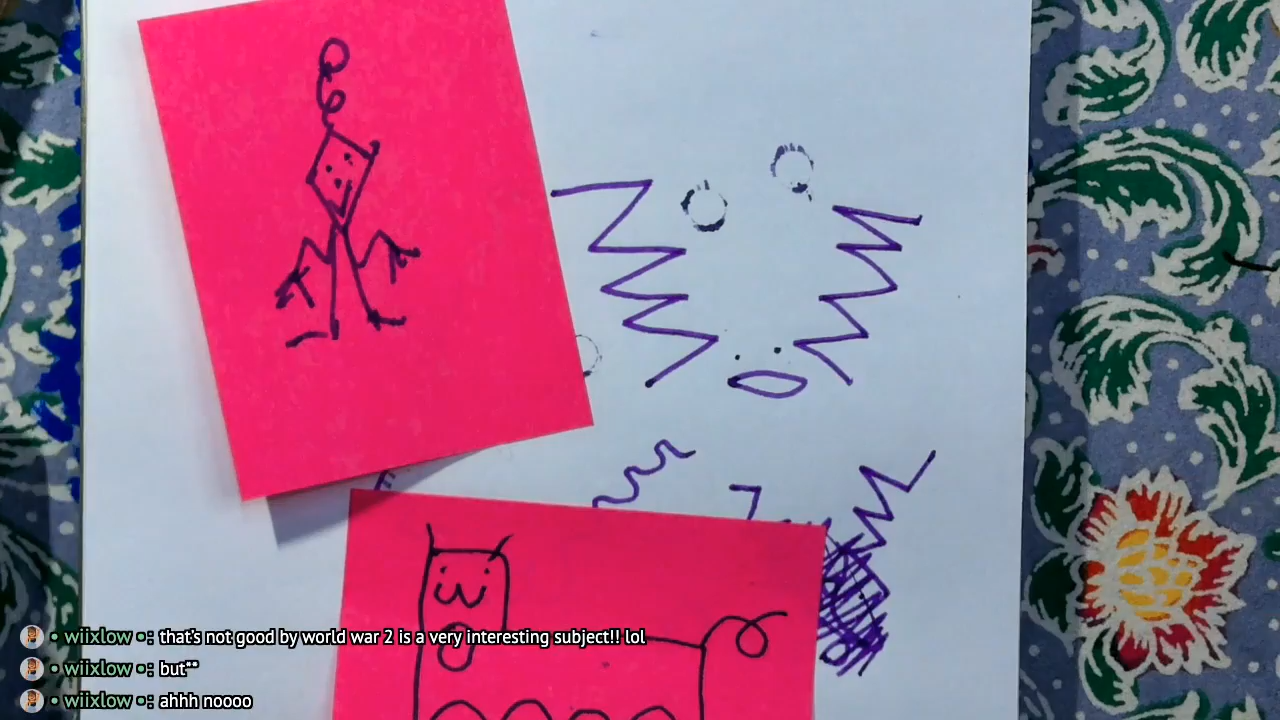 • wiixlow •: that's not good by world war 2 is a very interesting subject!! lol
• wiixlow •: but**
• wiixlow •: ahhh noooo